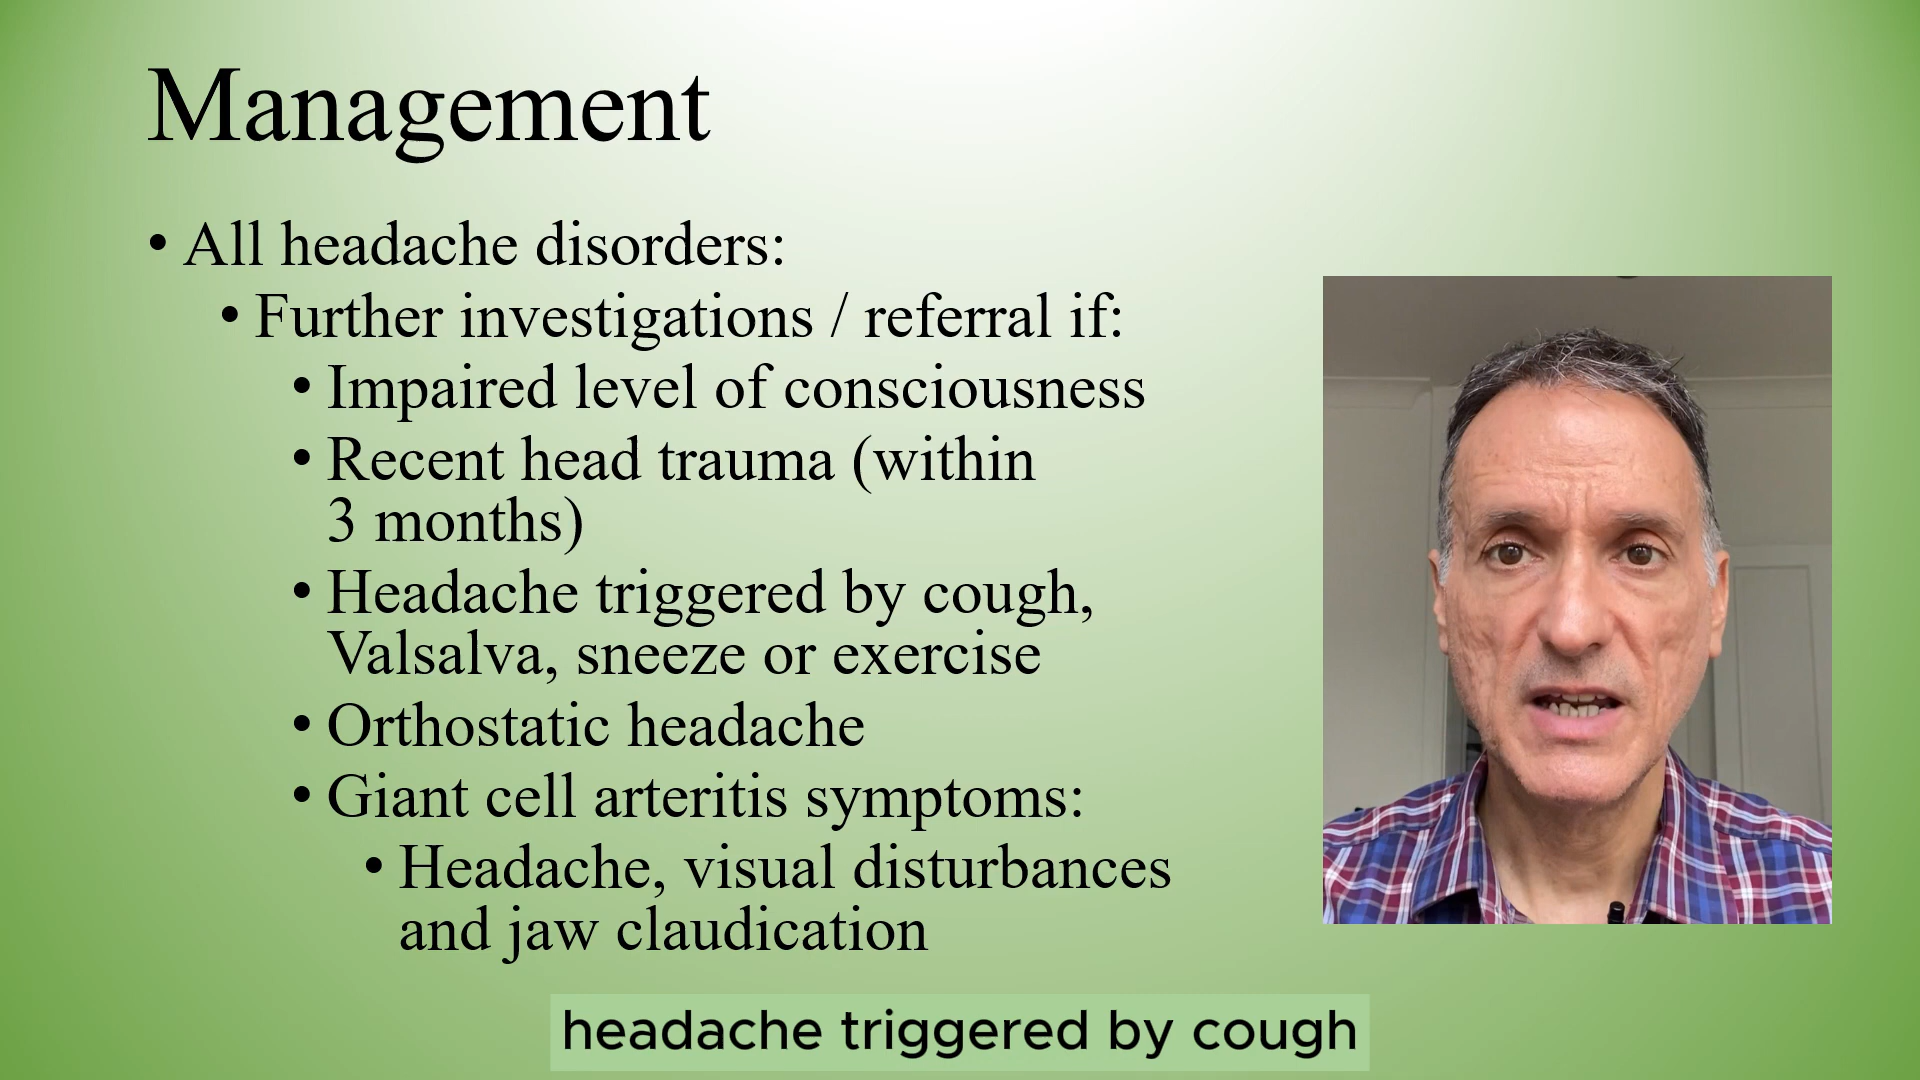 Management
• All headache disorders:
• Further investigations / referral if:
• Impaired level of consciousness
• Recent head trauma (within
3 months)
• Headache triggered by cough,
Valsalva, sneeze or exercise
• Orthostatic headache
• Giant cell arteritis symptoms:
• Headache, visual disturbances
and jaw claudication
headache triggered by cough